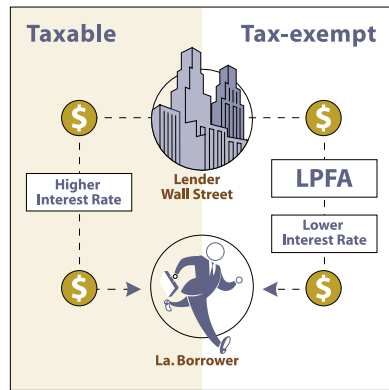 Taxable
Tax-exempt
$
$
Lender
Wall Street
Higher
Interest Rate
LPFA
Lower
Interest Rate
$
$
La. Borrower